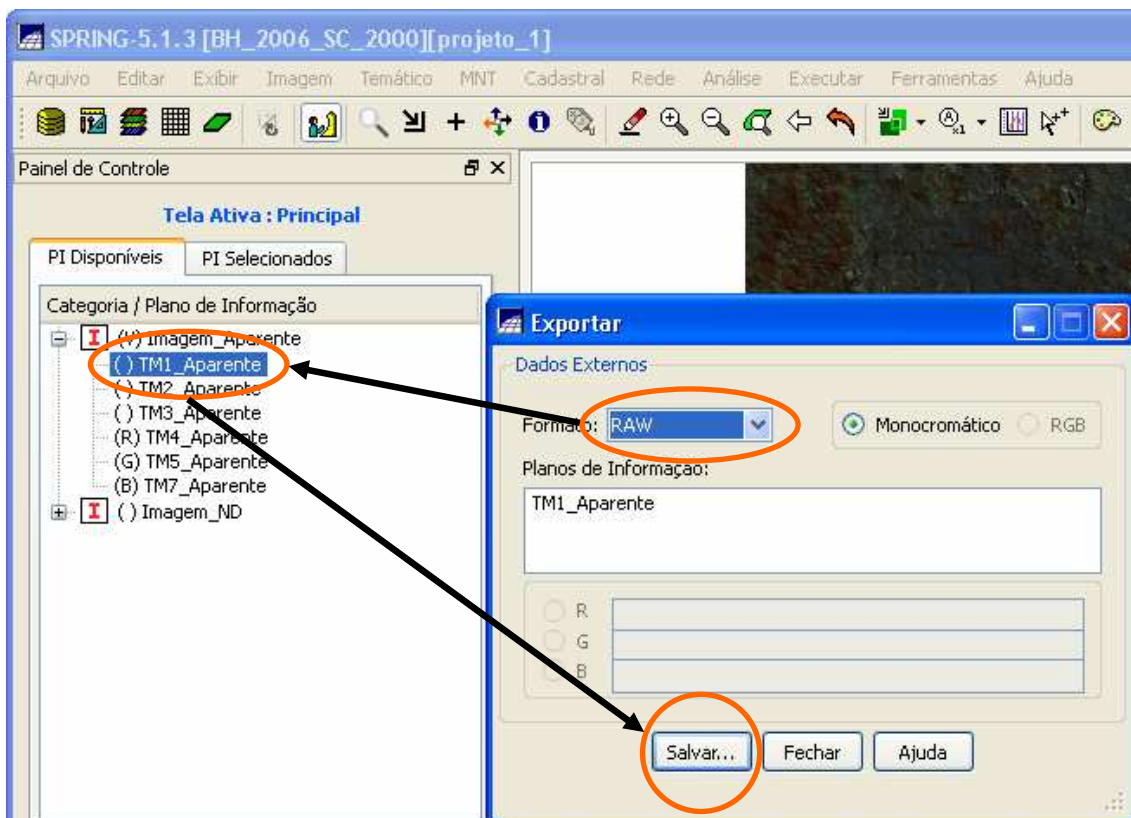 SPRING-5.1.3 [BH_2006_SC_2000][projeto_1]
Arquivo Editar Exibir Imagem Temático MNT Cadastral Rede Análise Executar Ferramentas Ajuda
x1
Painel de Controle
Tela Ativa : Principal
PI Disponíveis PI Selecionados
Categoria / Plano de Informação
I (V) Imagem_Aparente
( ) TM1_Aparente
( ) TM2_Aparente
( ) TM3_Aparente
(R) TM4_Aparente
(G) TM5_Aparente
(B) TM7_Aparente
I ( ) Imagem_ND
Exportar
Dados Externos
Formato: RAW Monocromático RGB
Planos de Informação:
TM1_Aparente
R
G
B
Salvar... Fechar Ajuda